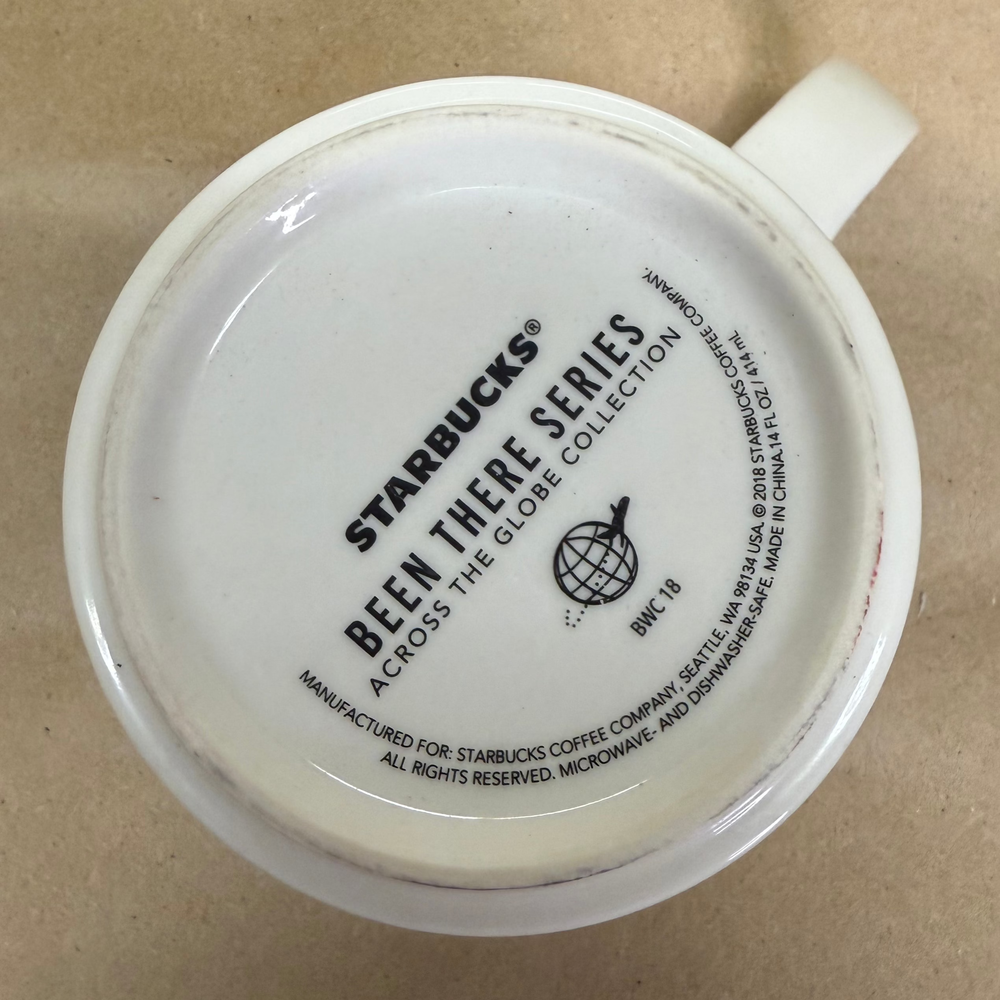 STARBUCKS®
BEEN THERE SERIES
ACROSS THE GLOBE COLLECTION
BWC '18
MANUFACTURED FOR: STARBUCKS COFFEE COMPANY, SEATTLE, WA 98134 USA. © 2018 STARBUCKS COFFEE COMPANY.
ALL RIGHTS RESERVED. MICROWAVE- AND DISHWASHER-SAFE. MADE IN CHINA.14 FL OZ / 414 mL